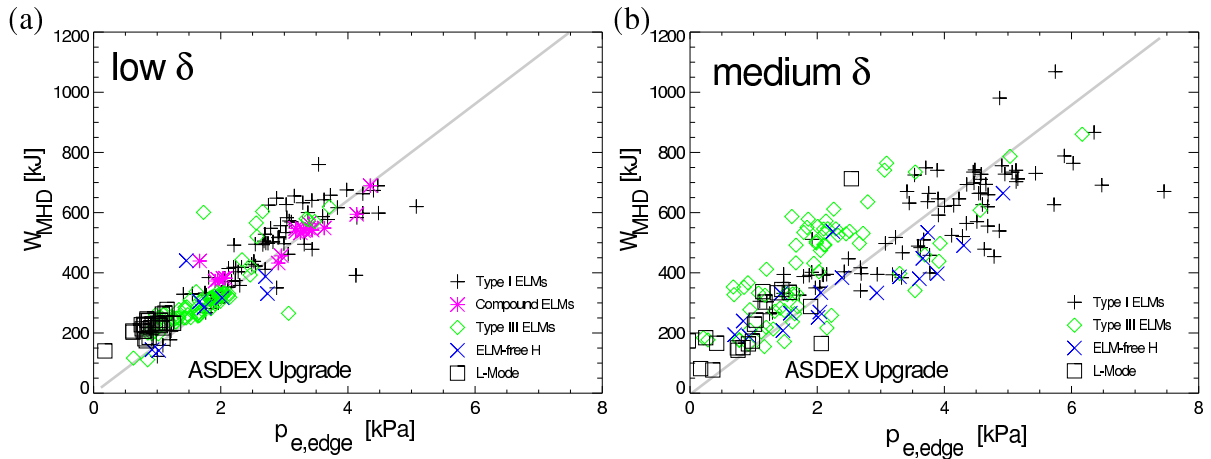 (a)
low δ
W_MHD [kJ]
1200
1000
800
600
400
200
0
Type I ELMs
Compound ELMs
Type III ELMs
ELM-free H
L-Mode
ASDEX Upgrade
0 2 4 6 8
p_e,edge [kPa]
(b)
medium δ
W_MHD [kJ]
1200
1000
800
600
400
200
0
Type I ELMs
Type III ELMs
ELM-free H
L-Mode
ASDEX Upgrade
0 2 4 6 8
p_e,edge [kPa]